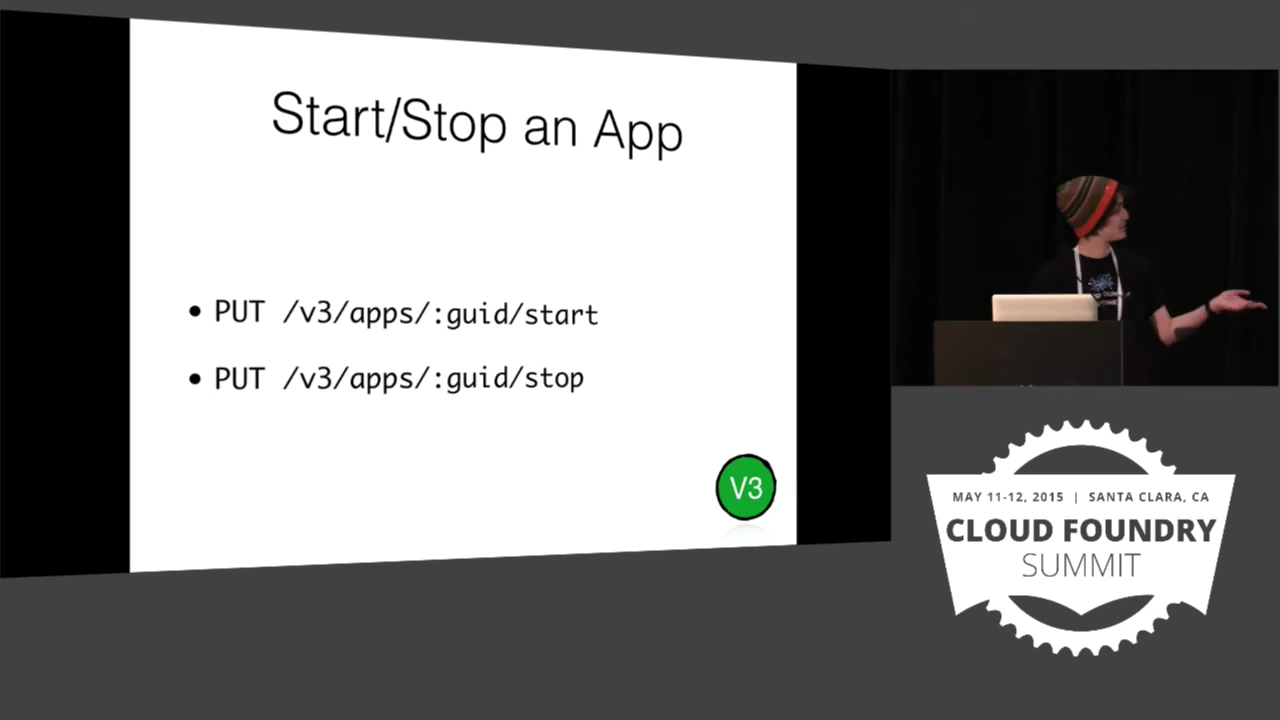 Start/Stop an App
• PUT /v3/apps/:guid/start
• PUT /v3/apps/:guid/stop
V3
MAY 11-12, 2015 | SANTA CLARA, CA
CLOUD FOUNDRY
SUMMIT